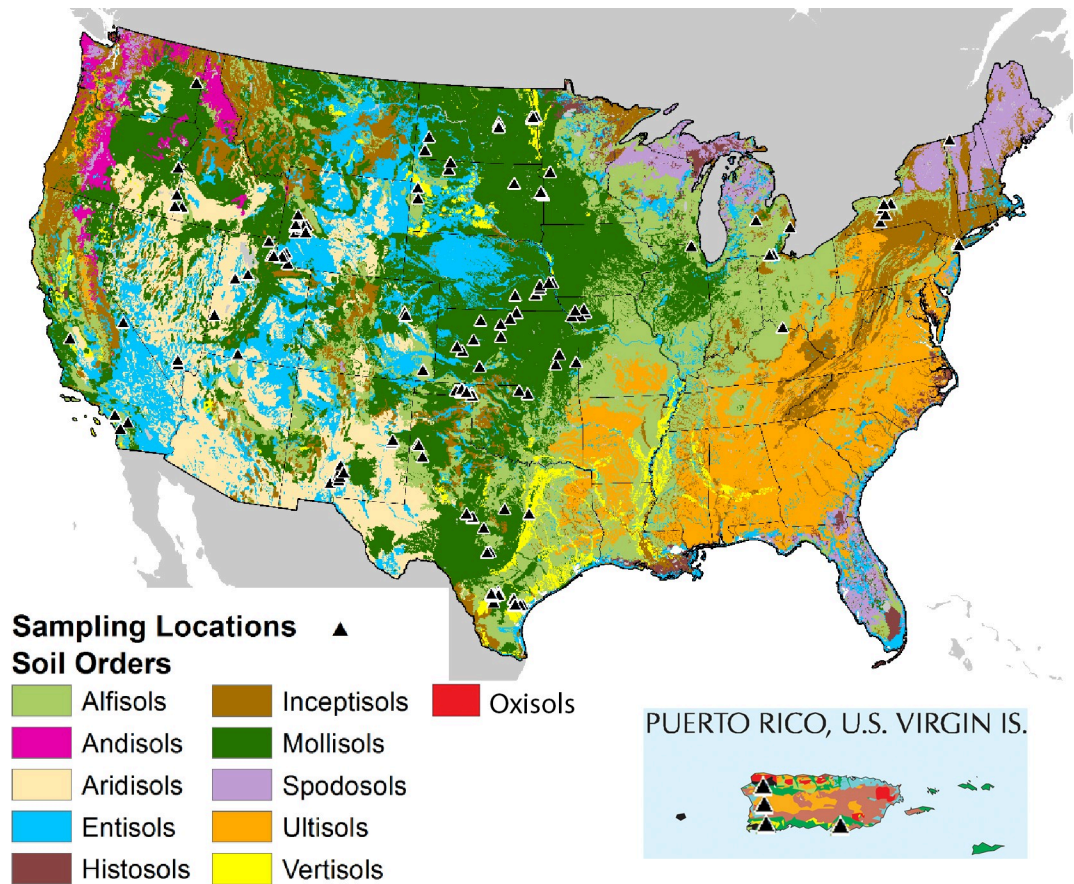 Sampling Locations
Soil Orders
Alfisols
Andisols
Aridisols
Entisols
Histosols
Inceptisols
Mollisols
Spodosols
Ultisols
Vertisols
Oxisols
PUERTO RICO, U.S. VIRGIN IS.